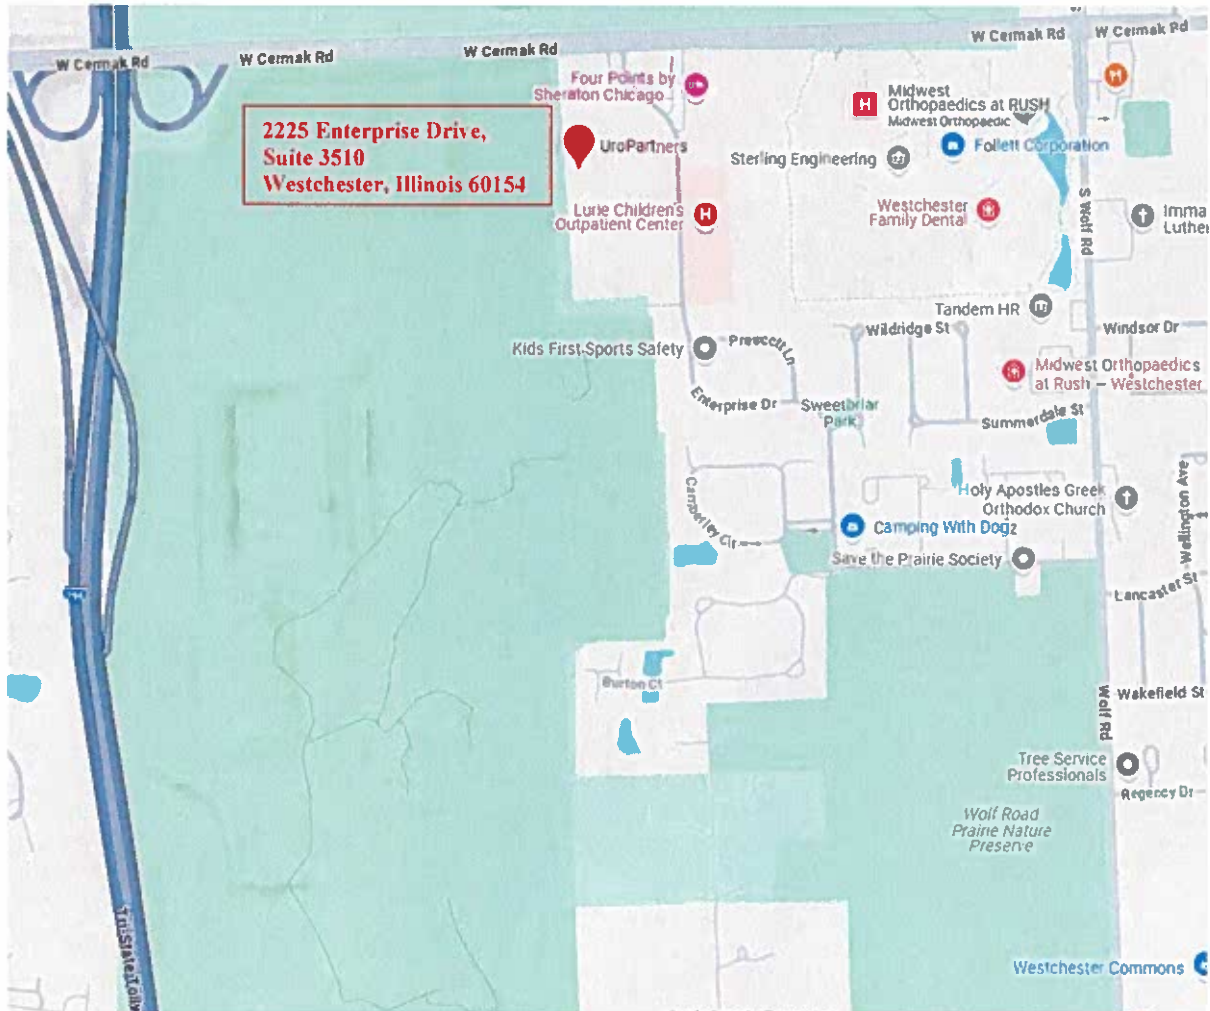 W Cermak Rd
W Cermak Rd
W Cermak Rd
W Cermak Rd
W Cermak Rd
Four Points by
Sheraton Chicago...
Midwest
Orthopaedics at RUSH
Midwest Orthopaedic
2225 Enterprise Drive,
Suite 3510
Westchester, Illinois 60154
UroPartners
Sterling Engineering
Follett Corporation
Lurie Children's
Outpatient Center
Westchester
Family Dental
S Wolf Rd
Imma
Luther
Tandem HR
Wildridge St
Windsor Dr
Kids First Sports Safety
Prescott Ln
Midwest Orthopaedics
at Rush – Westchester
Enterprise Dr
Sweetbriar
Park
Summerdale St
Camberley Cir
Holy Apostles Greek
Orthodox Church
Wellington Ave
Camping With Dogz
Save the Prairie Society
Lancaster St
Burton Ct
Wolf Rd
Wakefield St
Tree Service
Professionals
Regency Dr
Wolf Road
Prairie Nature
Preserve
Tri-State Tollw
Westchester Commons